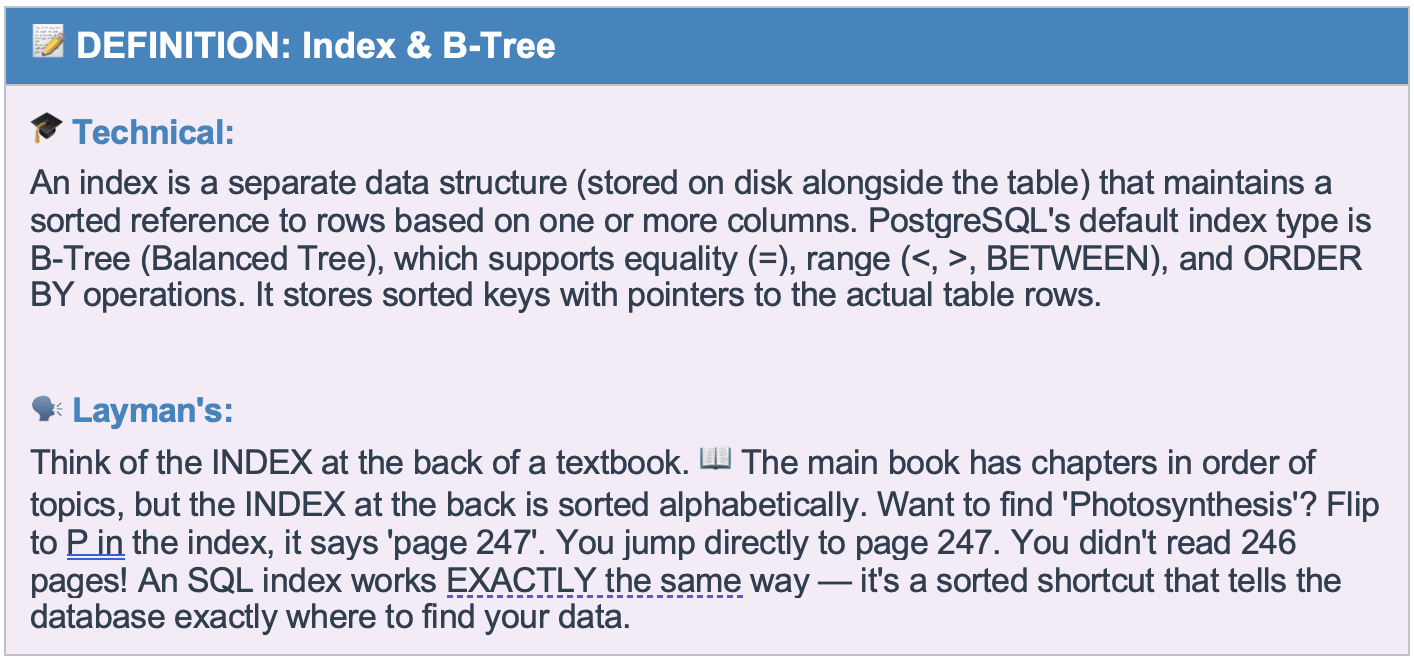 📝 DEFINITION: Index & B-Tree
🎓 Technical:
An index is a separate data structure (stored on disk alongside the table) that maintains a
sorted reference to rows based on one or more columns. PostgreSQL's default index type is
B-Tree (Balanced Tree), which supports equality (=), range (<, >, BETWEEN), and ORDER
BY operations. It stores sorted keys with pointers to the actual table rows.
🗣️ Layman's:
Think of the INDEX at the back of a textbook. 📖 The main book has chapters in order of
topics, but the INDEX at the back is sorted alphabetically. Want to find 'Photosynthesis'? Flip
to P in the index, it says 'page 247'. You jump directly to page 247. You didn't read 246
pages! An SQL index works EXACTLY the same way — it's a sorted shortcut that tells the
database exactly where to find your data.